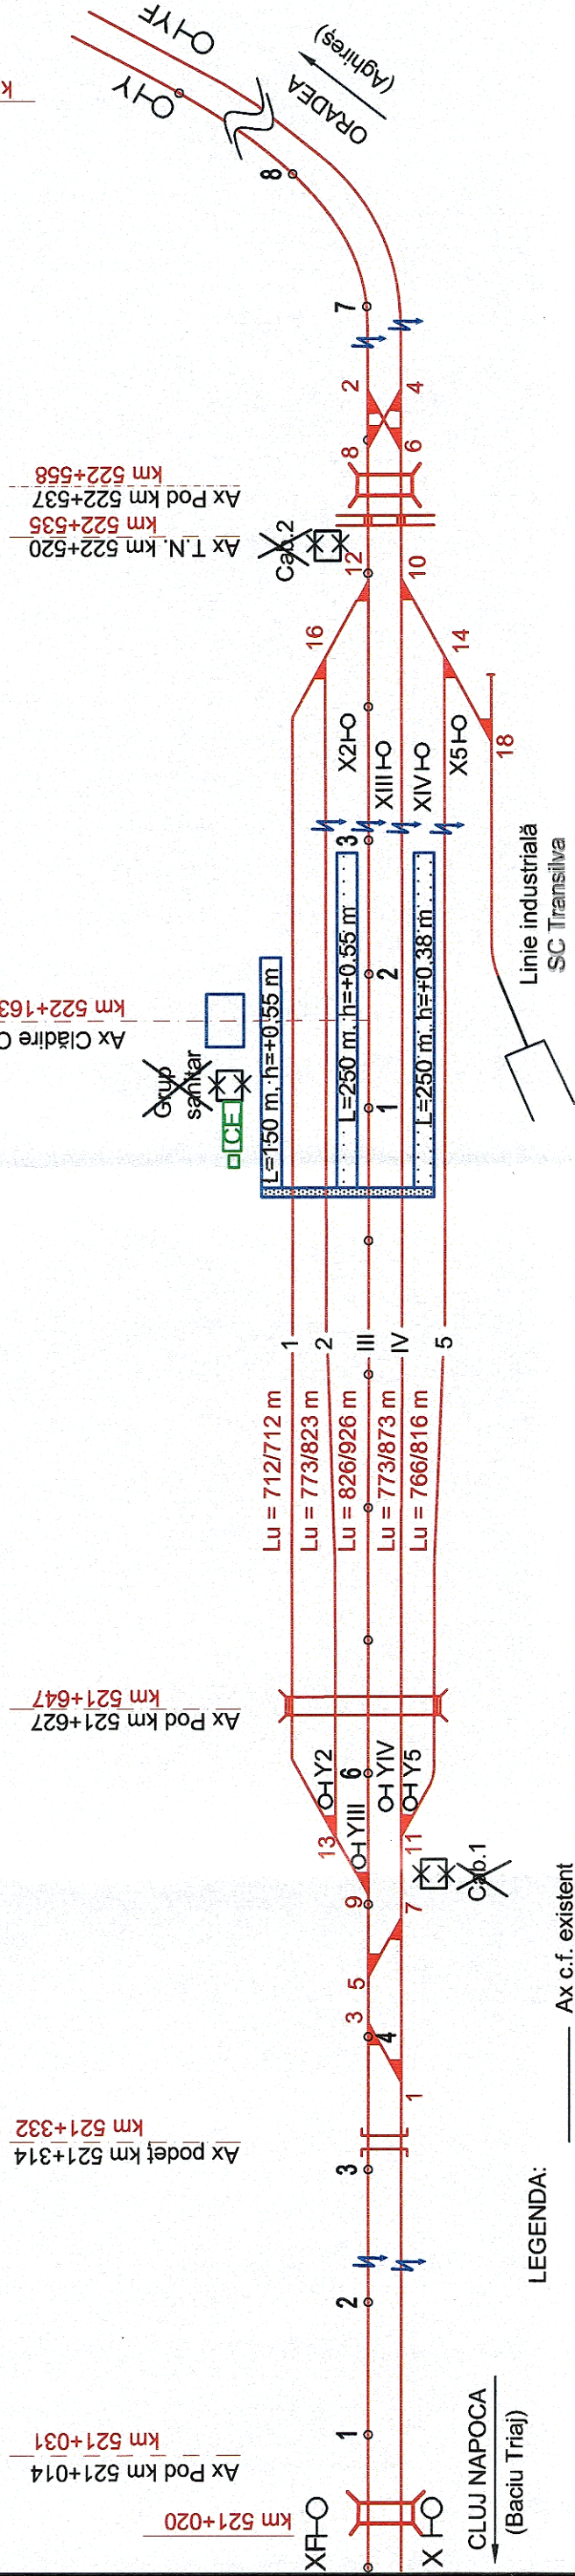 XF
X
km 521+020
CLUJ NAPOCA
(Baciu Triaj)
Ax Pod km 521+014
km 521+031
1
2
3
Ax podeţ km 521+314
km 521+332
4
1
3
5
7
9
11
13
Cab.1
YIII
Y2
YIV
Y5
6
Ax Pod km 521+627
km 521+647
Lu = 712/712 m
Lu = 773/823 m
Lu = 826/926 m
Lu = 773/873 m
Lu = 766/816 m
1
2
III
IV
5
CE
Grup
sanitar
Ax Clădire C
km 522+163
L=150 m, h=+0.55 m
L=250 m, h=+0.55 m
L=250 m, h=+0.38 m
1
2
3
X2
XIII
XIV
X5
Linie industrială
SC Transilva
18
16
14
12
10
Cab.2
Ax T.N. km 522+520
km 522+535
Ax Pod km 522+537
km 522+558
8
6
2
4
7
8
Y
YF
ORADEA
(Aghireş)
k
LEGENDA:
Ax c.f. existent